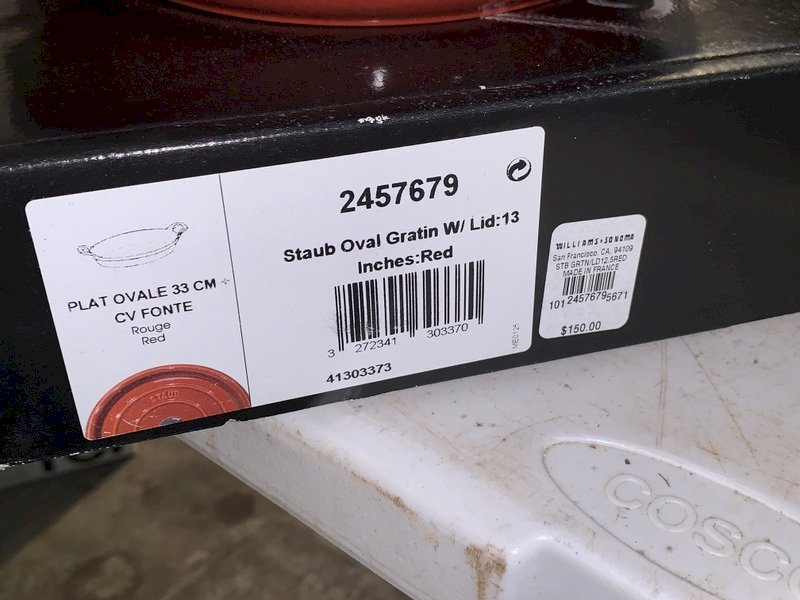 PLAT OVALE 33 CM +
CV FONTE
Rouge
Red
STAUB
2457679
Staub Oval Gratin W/ Lid:13
Inches:Red
3 272341 303370
41303373
WILLIAMS-SONOMA
San Francisco, CA. 94109
STB GRTN/LD12.5RED
MADE IN FRANCE
101 2457679 5671
$150.00
COSCO